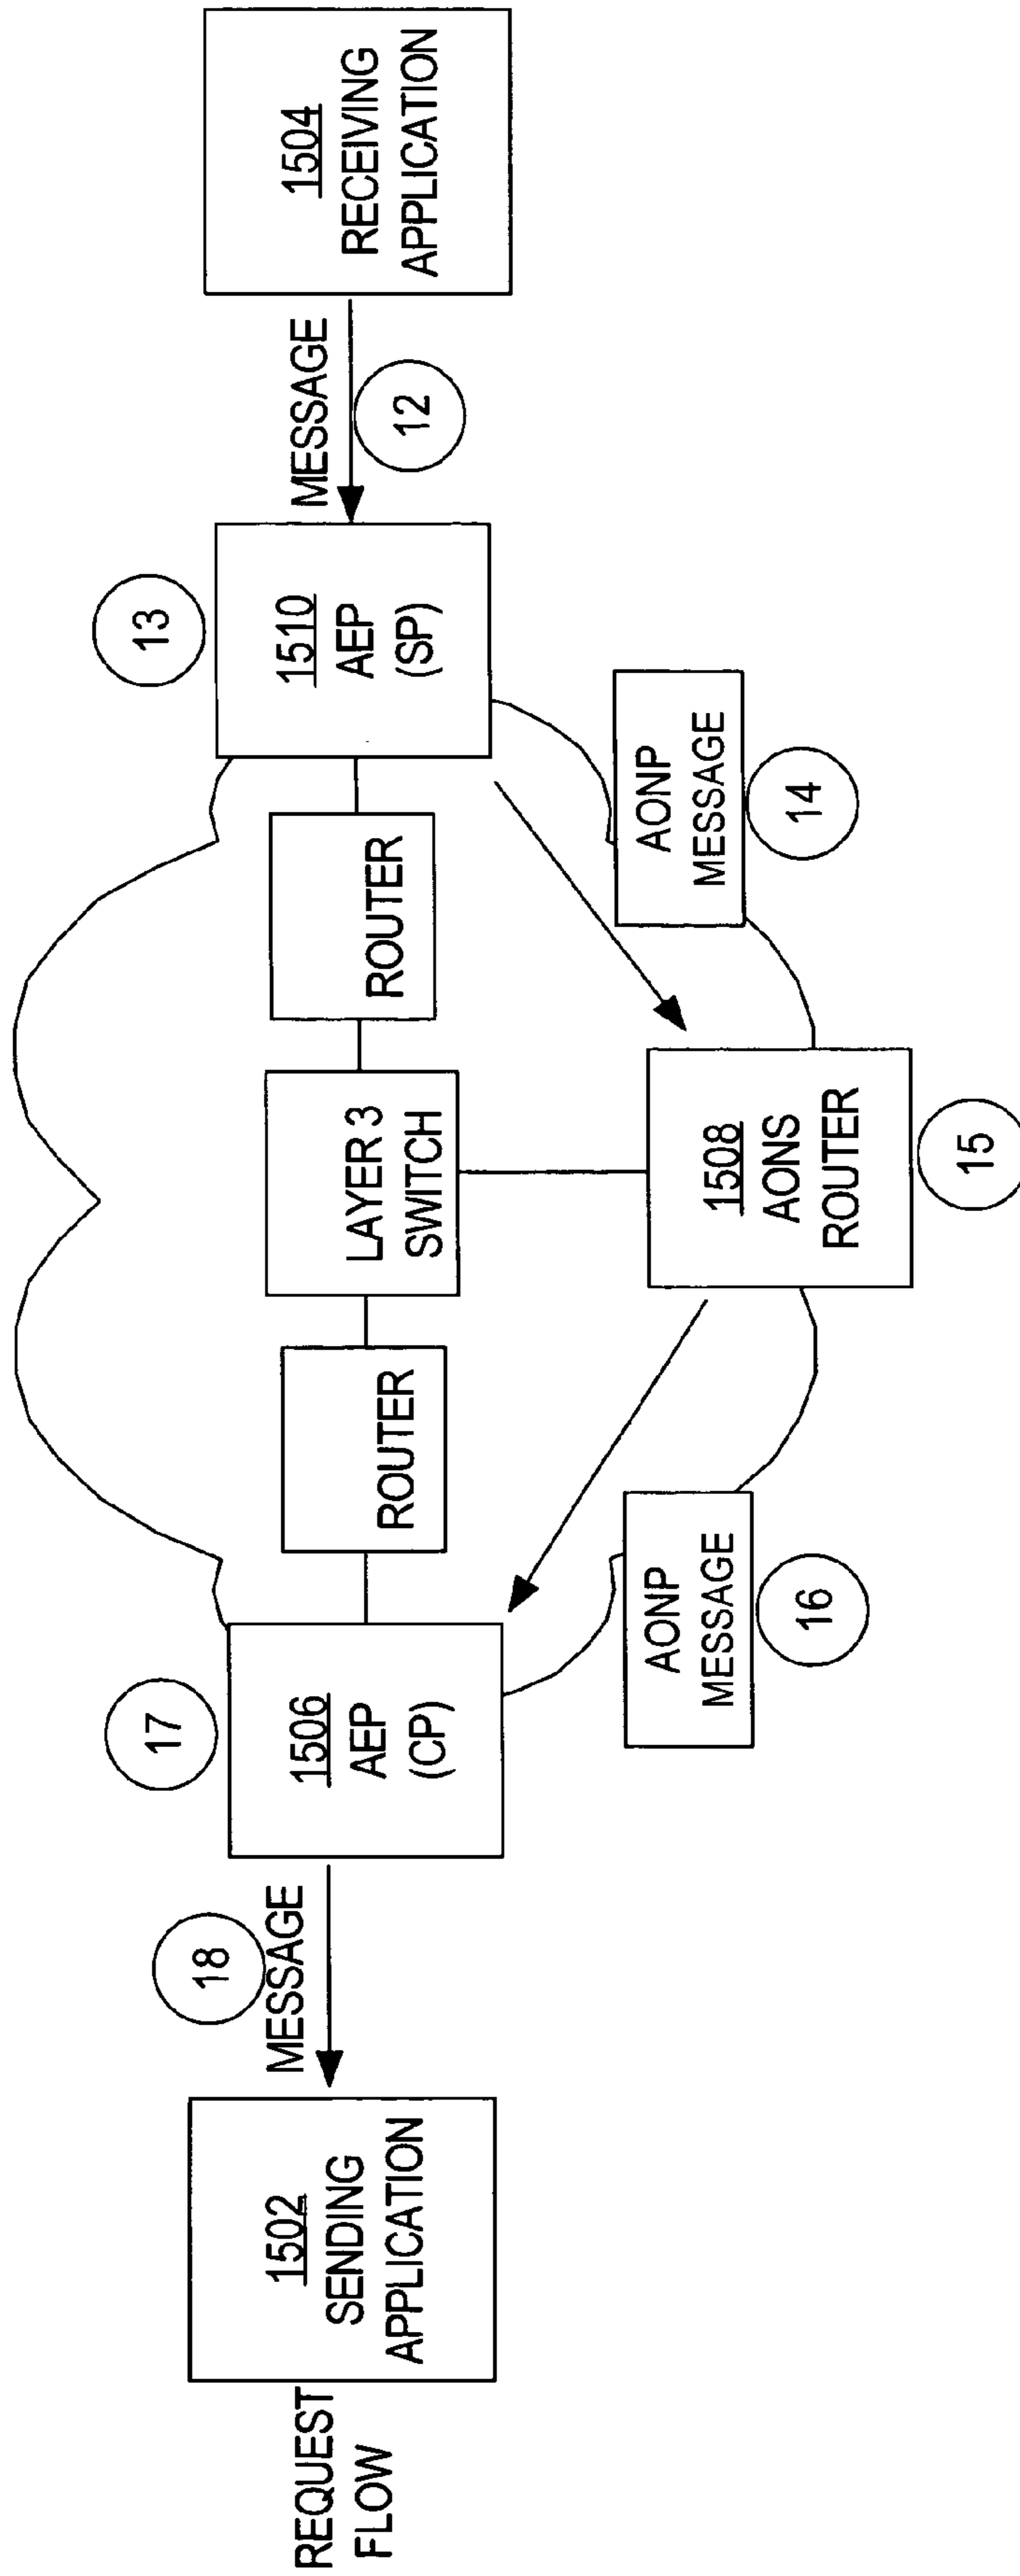 REQUEST
FLOW
1502
SENDING
APPLICATION
18
MESSAGE
17
1506
AEP
(CP)
ROUTER
LAYER 3
SWITCH
ROUTER
13
1510
AEP
(SP)
MESSAGE
12
1504
RECEIVING
APPLICATION
AONP
MESSAGE
16
1508
AONS
ROUTER
15
AONP
MESSAGE
14